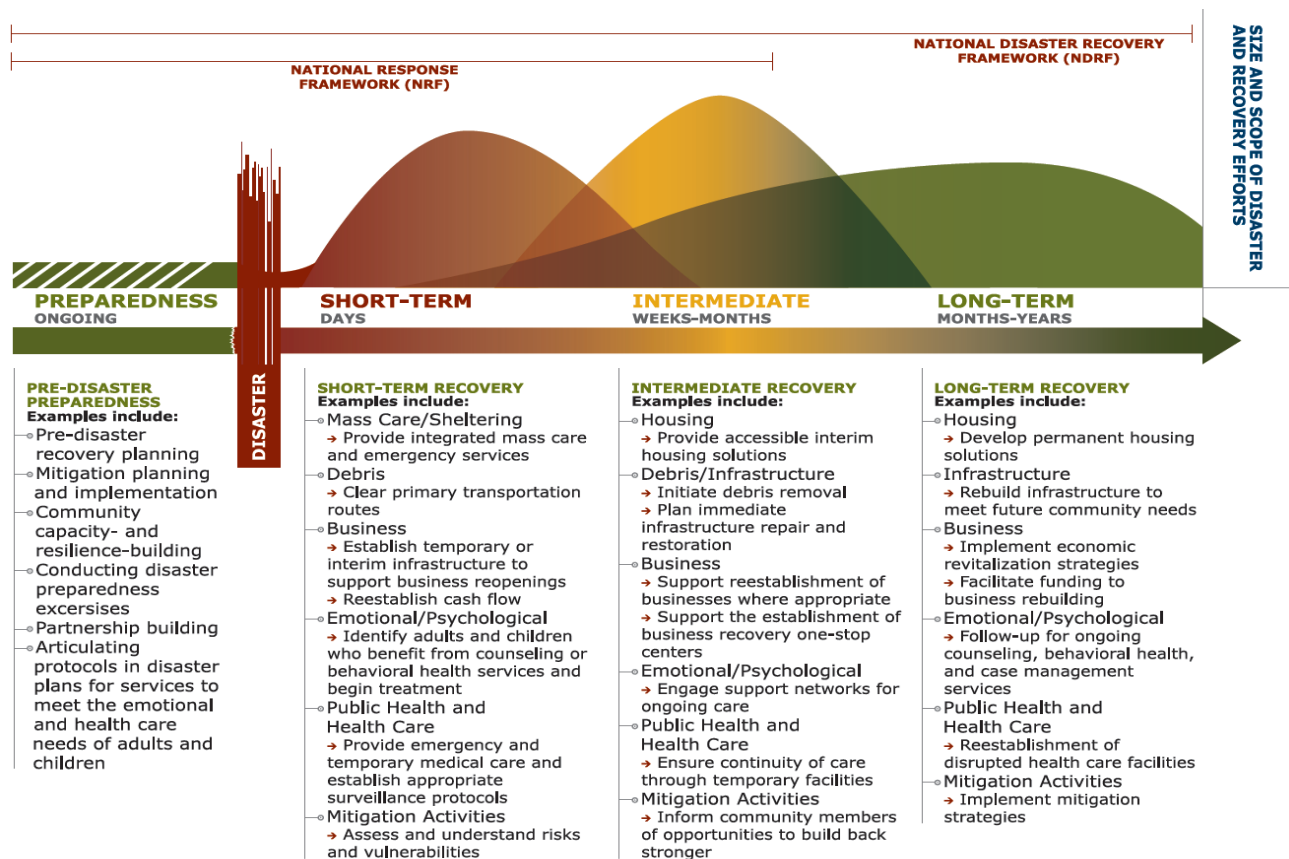 NATIONAL DISASTER RECOVERY
FRAMEWORK (NDRF)
NATIONAL RESPONSE
FRAMEWORK (NRF)
SIZE AND SCOPE OF DISASTER
AND RECOVERY EFFORTS
PREPAREDNESS
ONGOING
SHORT-TERM
DAYS
INTERMEDIATE
WEEKS-MONTHS
LONG-TERM
MONTHS-YEARS
DISASTER
PRE-DISASTER
PREPAREDNESS
Examples include:
Pre-disaster
recovery planning
Mitigation planning
and implementation
Community
capacity- and
resilience-building
Conducting disaster
preparedness
excersises
Partnership building
Articulating
protocols in disaster
plans for services to
meet the emotional
and health care
needs of adults and
children
SHORT-TERM RECOVERY
Examples include:
Mass Care/Sheltering
→ Provide integrated mass care
and emergency services
Debris
→ Clear primary transportation
routes
Business
→ Establish temporary or
interim infrastructure to
support business reopenings
→ Reestablish cash flow
Emotional/Psychological
→ Identify adults and children
who benefit from counseling or
behavioral health services and
begin treatment
Public Health and
Health Care
→ Provide emergency and
temporary medical care and
establish appropriate
surveillance protocols
Mitigation Activities
→ Assess and understand risks
and vulnerabilities
INTERMEDIATE RECOVERY
Examples include:
Housing
→ Provide accessible interim
housing solutions
Debris/Infrastructure
→ Initiate debris removal
→ Plan immediate
infrastructure repair and
restoration
Business
→ Support reestablishment of
businesses where appropriate
→ Support the establishment of
business recovery one-stop
centers
Emotional/Psychological
→ Engage support networks for
ongoing care
Public Health and
Health Care
→ Ensure continuity of care
through temporary facilities
Mitigation Activities
→ Inform community members
of opportunities to build back
stronger
LONG-TERM RECOVERY
Examples include:
Housing
→ Develop permanent housing
solutions
Infrastructure
→ Rebuild infrastructure to
meet future community needs
Business
→ Implement economic
revitalization strategies
→ Facilitate funding to
business rebuilding
Emotional/Psychological
→ Follow-up for ongoing
counseling, behavioral health,
and case management
services
Public Health and
Health Care
→ Reestablishment of
disrupted health care facilities
Mitigation Activities
→ Implement mitigation
strategies